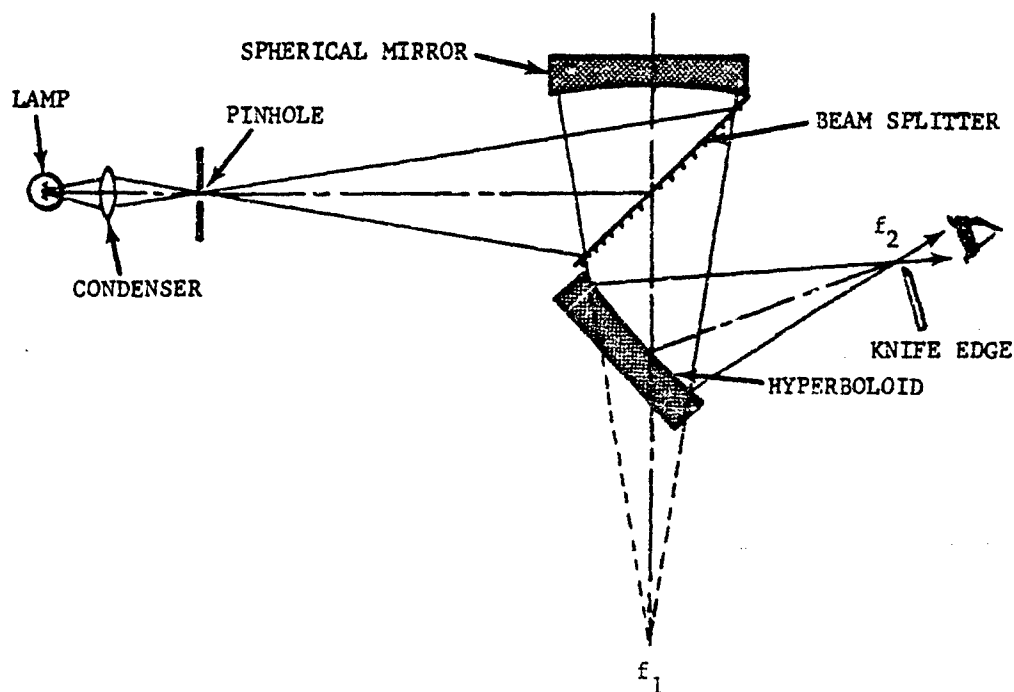 SPHERICAL MIRROR
LAMP
PINHOLE
BEAM SPLITTER
CONDENSER
f2
KNIFE EDGE
HYPERBOLOID
f1